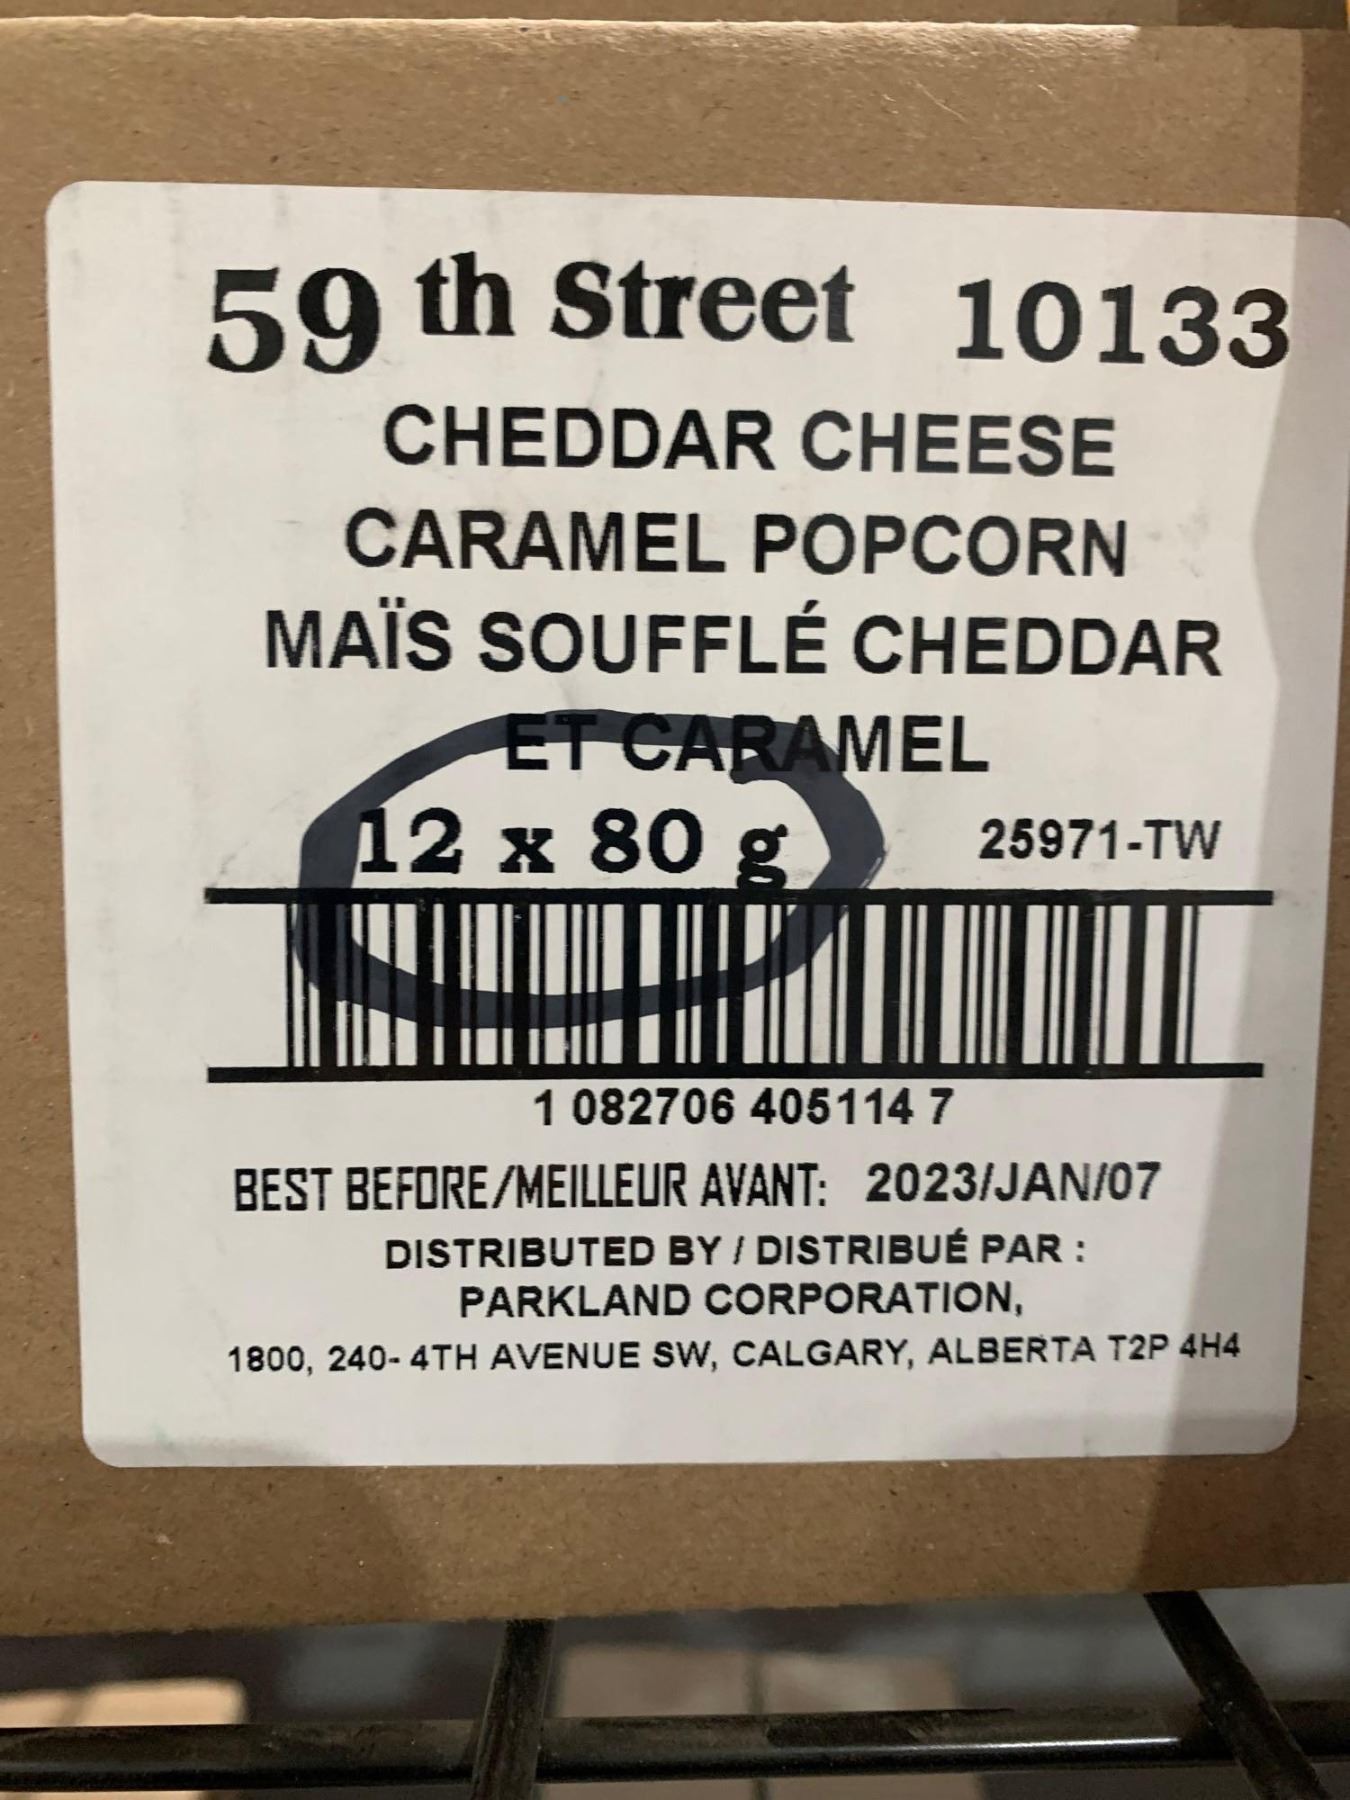 59 th Street 10133
CHEDDAR CHEESE
CARAMEL POPCORN
MAÏS SOUFFLÉ CHEDDAR
ET CARAMEL
12 x 80 g 25971-TW
1 082706 405114 7
BEST BEFORE/MEILLEUR AVANT: 2023/JAN/07
DISTRIBUTED BY / DISTRIBUÉ PAR :
PARKLAND CORPORATION,
1800, 240- 4TH AVENUE SW, CALGARY, ALBERTA T2P 4H4